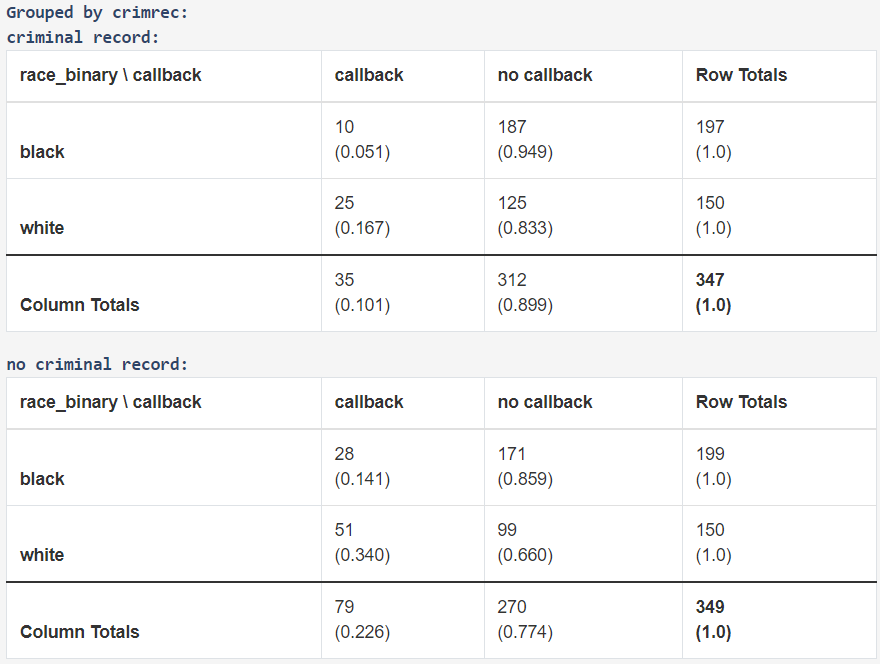 Grouped by crimrec:
criminal record:
race_binary \ callback callback no callback Row Totals
10 187 197
black (0.051) (0.949) (1.0)
25 125 150
white (0.167) (0.833) (1.0)
35 312 347
Column Totals (0.101) (0.899) (1.0)
no criminal record:
race_binary \ callback callback no callback Row Totals
28 171 199
black (0.141) (0.859) (1.0)
51 99 150
white (0.340) (0.660) (1.0)
79 270 349
Column Totals (0.226) (0.774) (1.0)